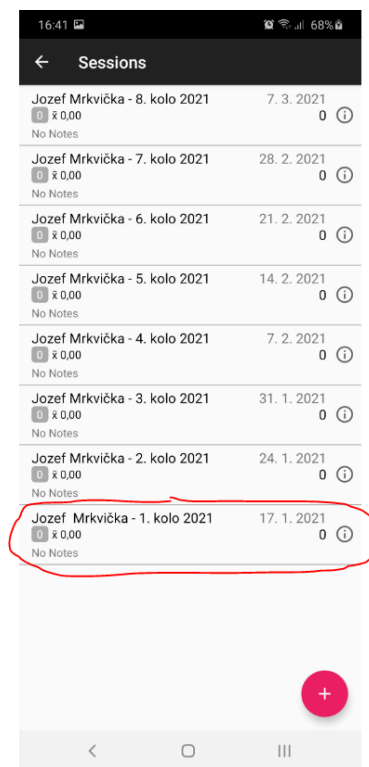 16:41 68%
Sessions
Jozef Mrkvička - 8. kolo 2021 7. 3. 2021
0 x̄ 0,00 0
No Notes
Jozef Mrkvička - 7. kolo 2021 28. 2. 2021
0 x̄ 0,00 0
No Notes
Jozef Mrkvička - 6. kolo 2021 21. 2. 2021
0 x̄ 0,00 0
No Notes
Jozef Mrkvička - 5. kolo 2021 14. 2. 2021
0 x̄ 0,00 0
No Notes
Jozef Mrkvička - 4. kolo 2021 7. 2. 2021
0 x̄ 0,00 0
No Notes
Jozef Mrkvička - 3. kolo 2021 31. 1. 2021
0 x̄ 0,00 0
No Notes
Jozef Mrkvička - 2. kolo 2021 24. 1. 2021
0 x̄ 0,00 0
No Notes
Jozef Mrkvička - 1. kolo 2021 17. 1. 2021
0 x̄ 0,00 0
No Notes